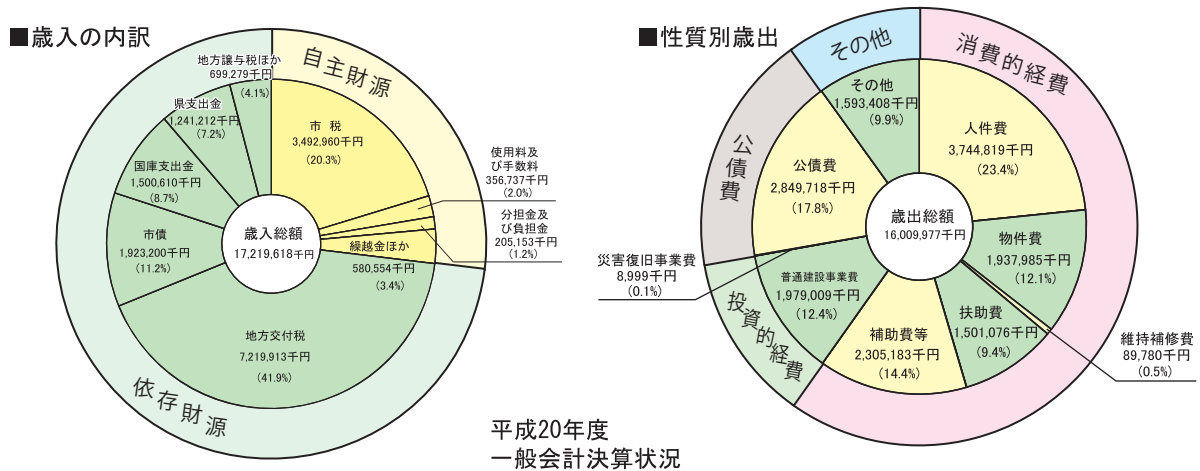 ■歳入の内訳
自主財源
市 税
3,492,960千円
(20.3%)
使用料及
び手数料
356,737千円
(2.0%)
分担金及
び負担金
205,153千円
(1.2%)
繰越金ほか
580,554千円
(3.4%)
依存財源
地方交付税
7,219,913千円
(41.9%)
市債
1,923,200千円
(11.2%)
国庫支出金
1,500,610千円
(8.7%)
県支出金
1,241,212千円
(7.2%)
地方譲与税ほか
699,279千円
(4.1%)
歳入総額
17,219,618千円
■性質別歳出
消費的経費
人件費
3,744,819千円
(23.4%)
物件費
1,937,985千円
(12.1%)
維持補修費
89,780千円
(0.5%)
扶助費
1,501,076千円
(9.4%)
補助費等
2,305,183千円
(14.4%)
投資的経費
普通建設事業費
1,979,009千円
(12.4%)
災害復旧事業費
8,999千円
(0.1%)
公債費
公債費
2,849,718千円
(17.8%)
その他
その他
1,593,408千円
(9.9%)
歳出総額
16,009,977千円
平成20年度
一般会計決算状況